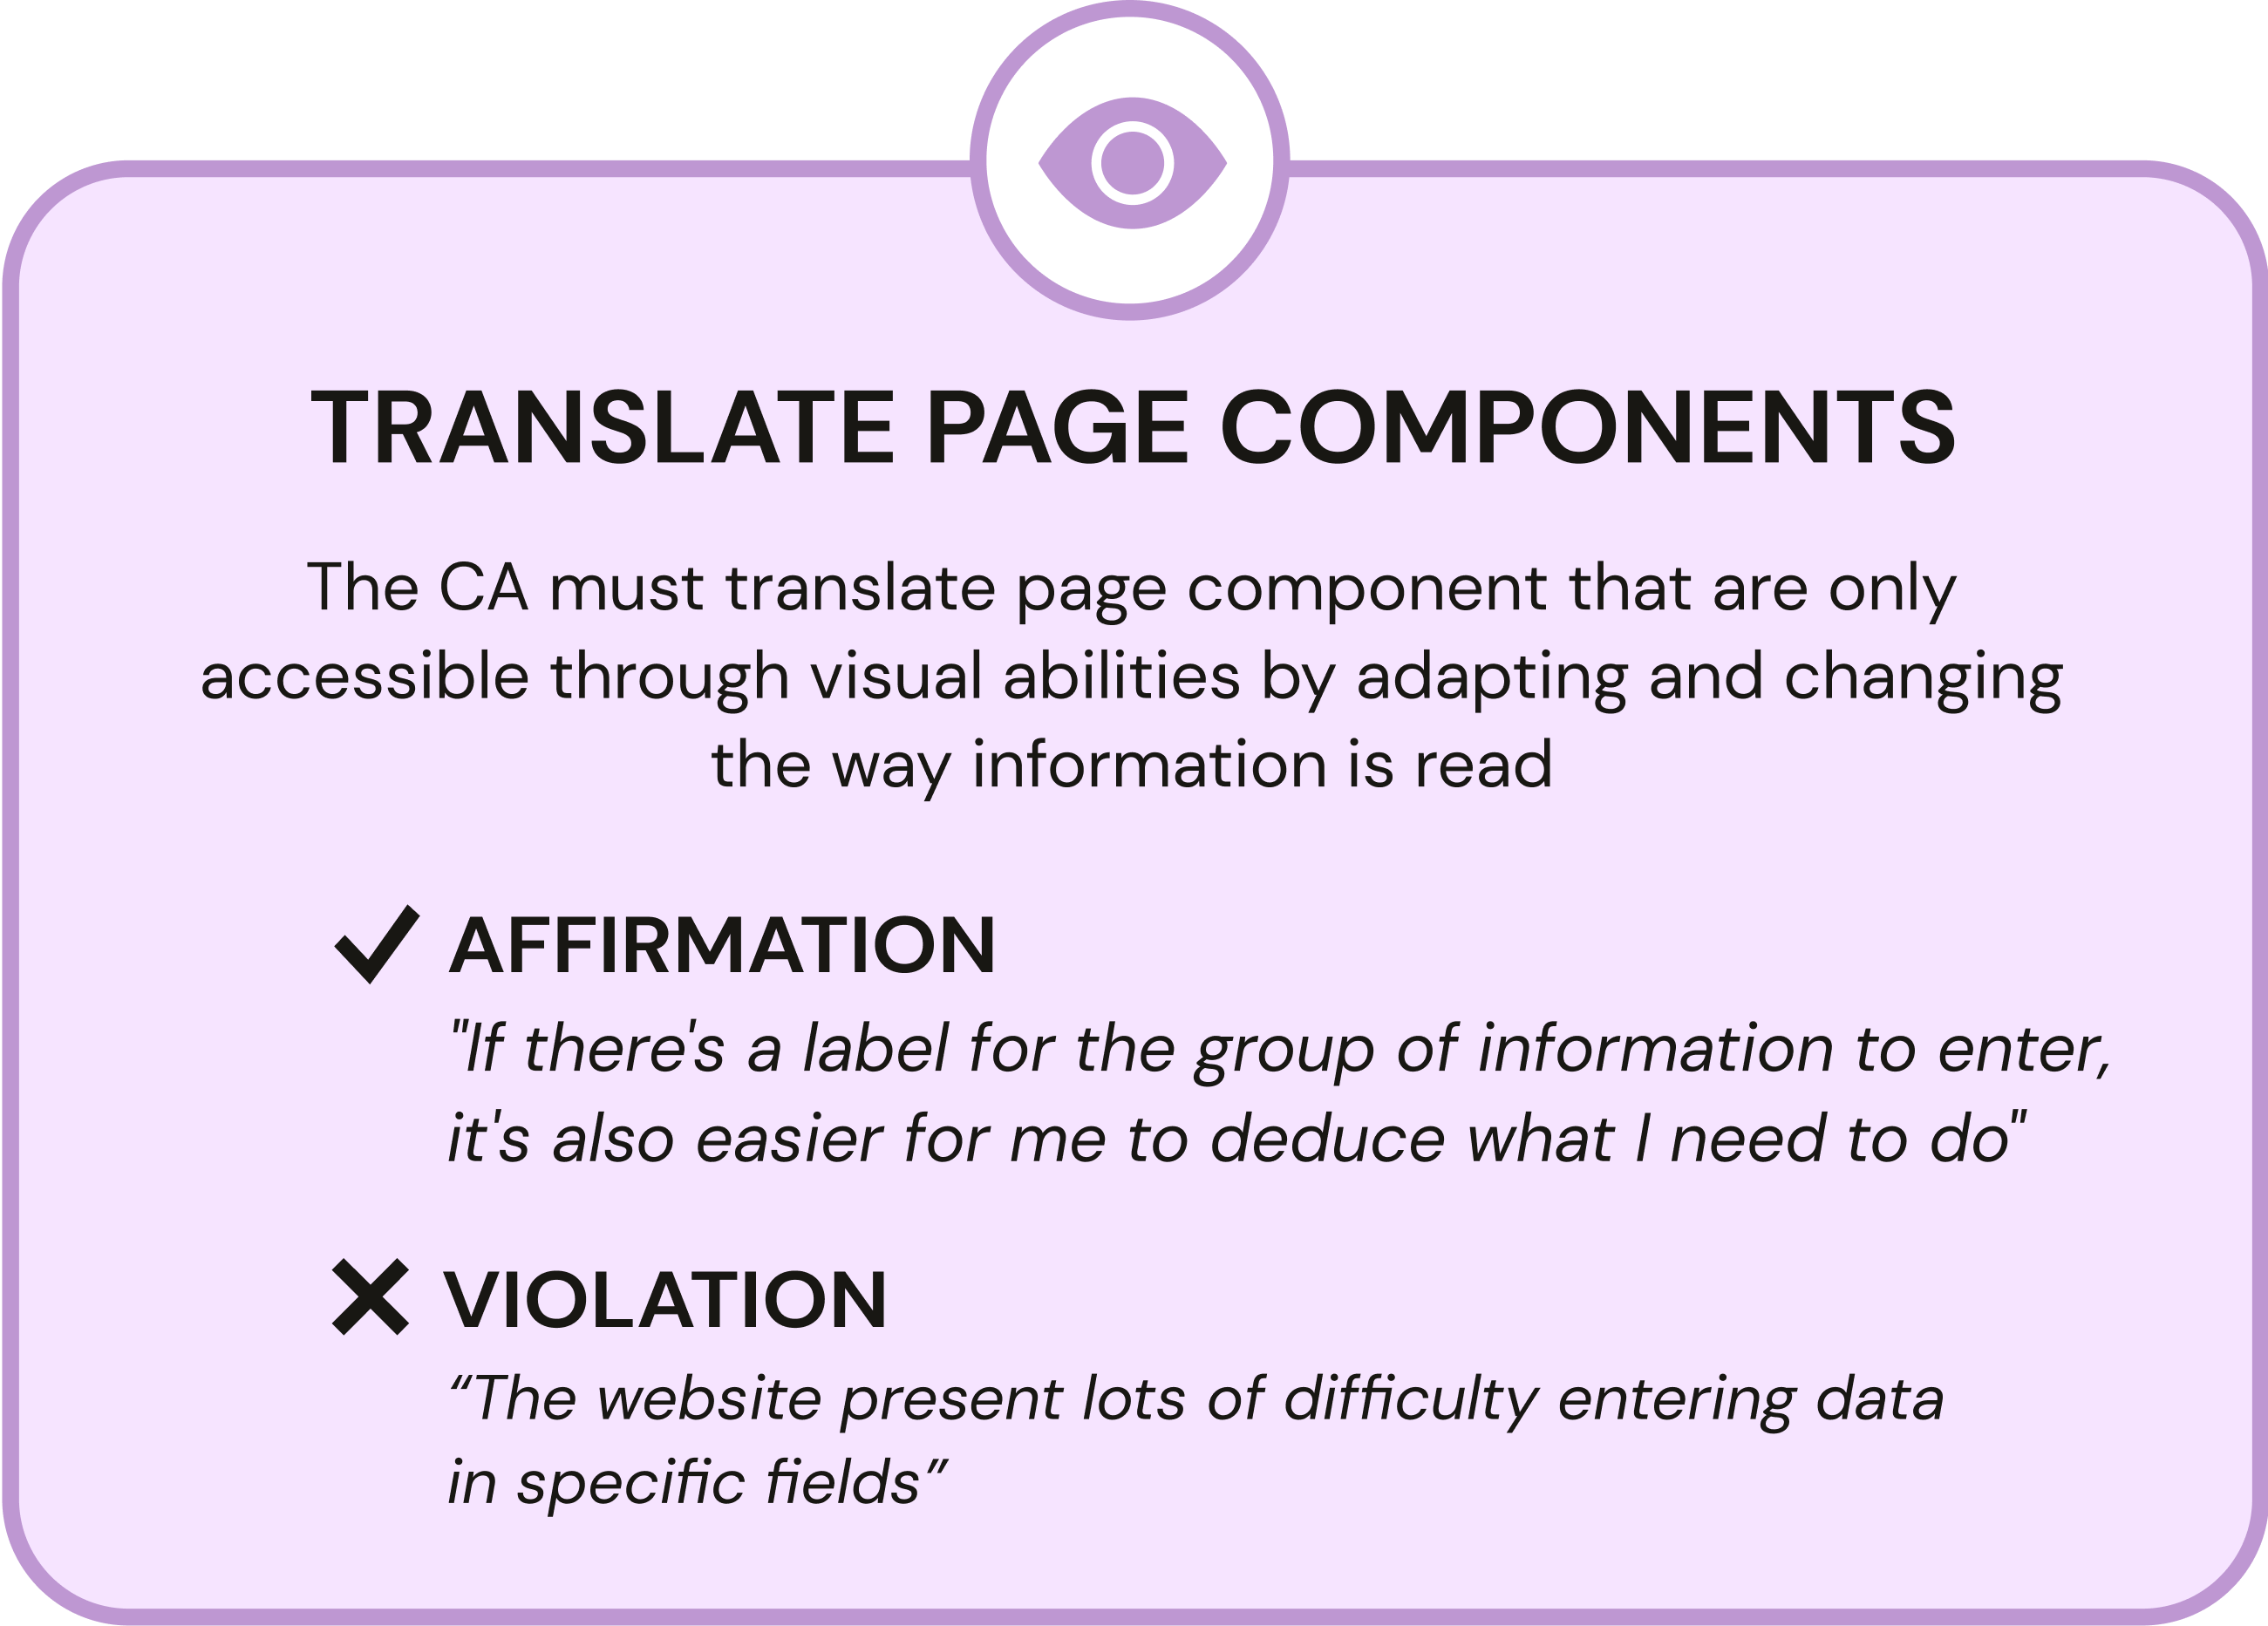 TRANSLATE PAGE COMPONENTS
The CA must translate page component that are only
accessible through visual abilities by adapting and changing
the way information is read
AFFIRMATION
"If there's a label for the group of information to enter,
it's also easier for me to deduce what I need to do"
VIOLATION
“The website present lots of difficulty entering data
in specific fields”